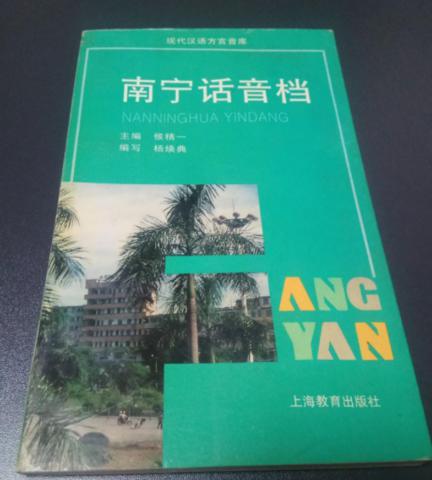 现代汉语方言音库
南宁话音档
NANNINGHUA YINDANG
主编 侯精一
编写 杨焕典
ANG
YAN
上海教育出版社